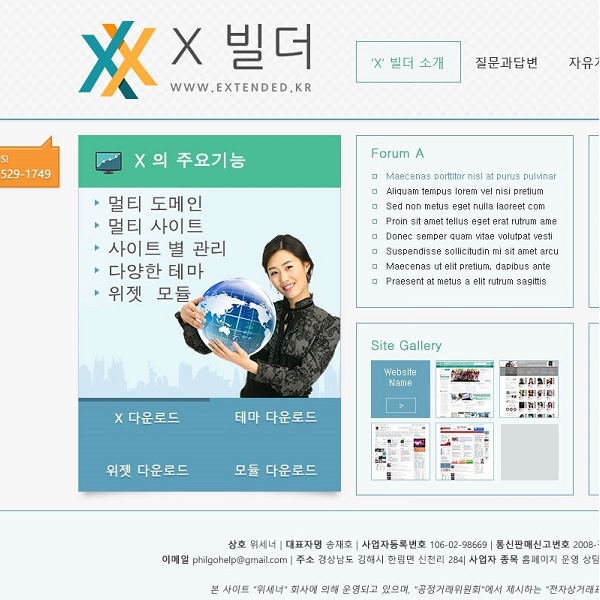 X 빌더
WWW.EXTENDED.KR
'X' 빌더 소개
질문과답변
529-1749
X 의 주요기능
멀티 도메인
멀티 사이트
사이트 별 관리
다양한 테마
위젯 모듈
X 다운로드
테마 다운로드
위젯 다운로드
모듈 다운로드
Forum A
Maecenas porttitor nisl at purus pulvinar
Aliquam tempus lorem vel nisi pretium
Sed non metus eget nulla laoreet com
Proin sit amet tellus eget erat rutrum ame
Donec semper quam vitae volutpat vesti
Suspendisse sollicitudin mi sit amet arcu
Maecenas ut elit pretium, dapibus ante
Praesent at metus a elit rutrum sagittis
Site Gallery
Website
Name
>
상호 위세너 | 대표자명 송재호 | 사업자등록번호 106-02-98669 | 통신판매신고번호 2008-
이메일 philgohelp@gmail.com | 주소 경상남도 김해시 한림면 신천리 284| 사업자 종목 홈페이지 운영 상담
본 사이트 "위세너" 회사에 의해 운영되고 있으며, "공정거래위원회"에서 제시하는 "전자상거래표